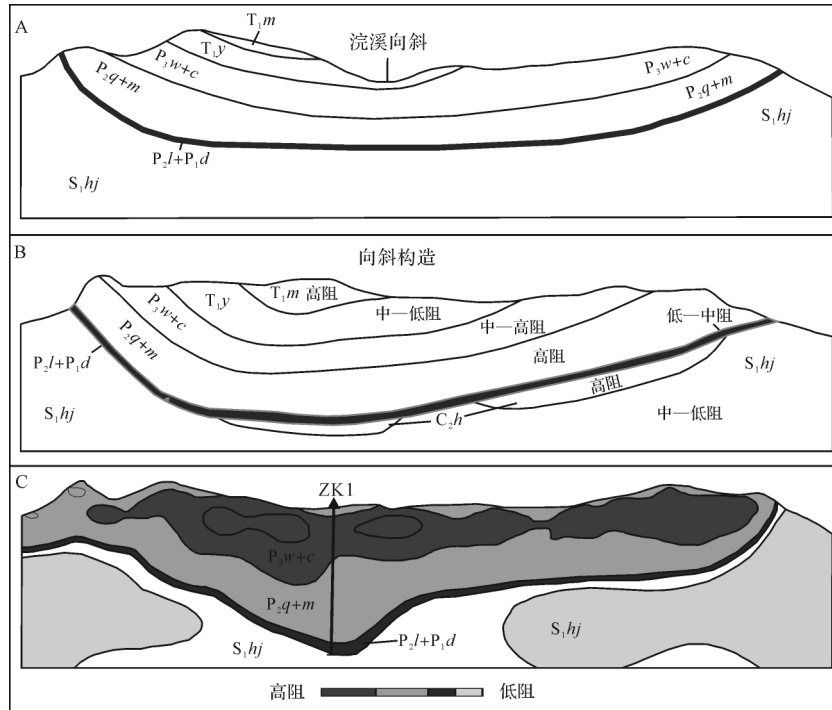 A
T₁m
T₁y
浣溪向斜
P₃w+c
P₃w+c
P₂q+m
P₂q+m
S₁hj
P₂l+P₁d
S₁hj
B
向斜构造
T₁m 高阻
T₁y
P₃w+c
中—低阻
中—高阻
低—中阻
P₂q+m
P₂l+P₁d
高阻
S₁hj
高阻
S₁hj
C₂h
中—低阻
C
ZK1
P₃w+c
P₂q+m
S₁hj
P₂l+P₁d
S₁hj
高阻 低阻